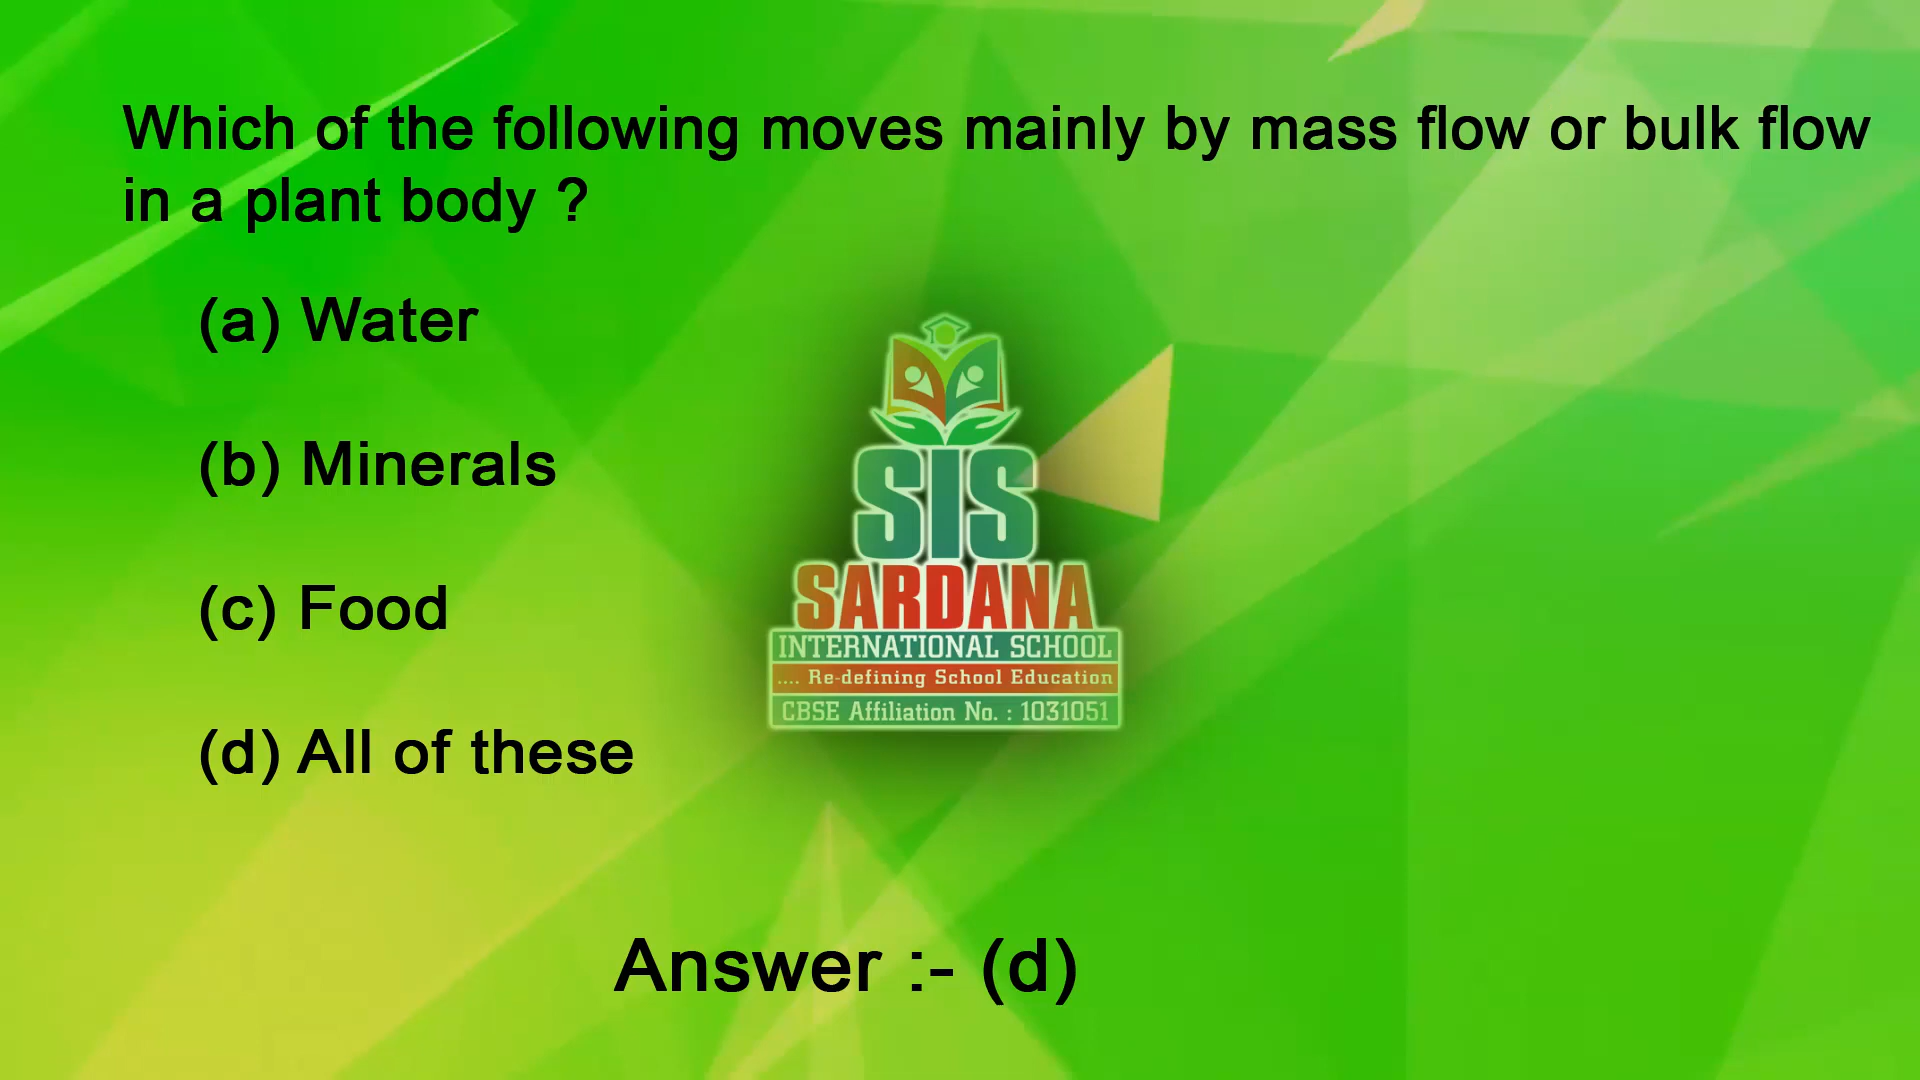 Which of the following moves mainly by mass flow or bulk flow
in a plant body ?
(a) Water
(b) Minerals
(c) Food
(d) All of these
SIS
SARDANA
INTERNATIONAL SCHOOL
.... Re-defining School Education
CBSE Affiliation No. : 1031051
Answer :- (d)